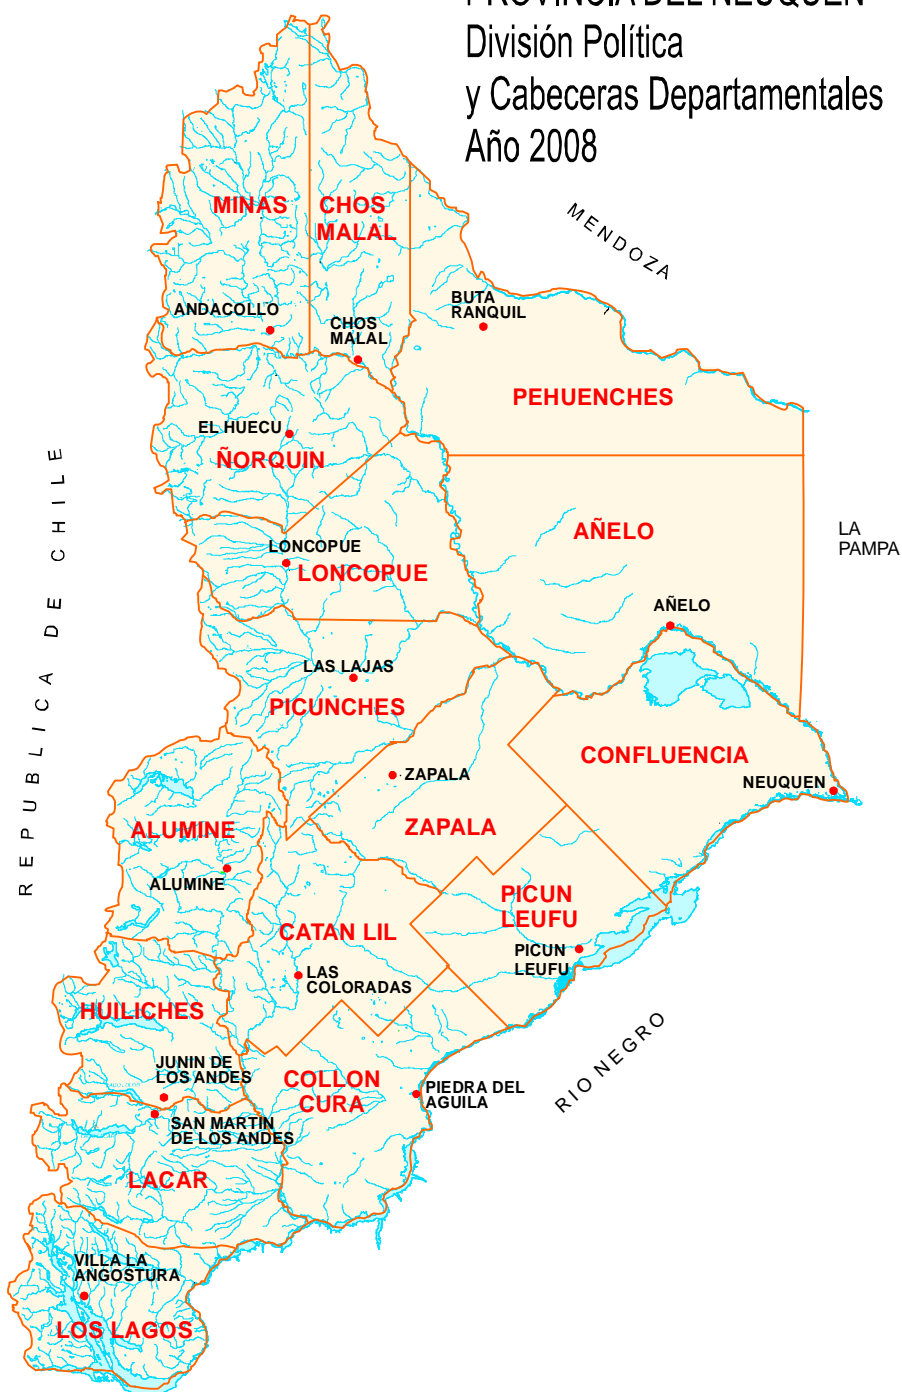 PROVINCIA DEL NEUQUEN
División Política
y Cabeceras Departamentales
Año 2008
MENDOZA
MINAS
CHOS
MALAL
ANDACOLLO
CHOS
MALAL
BUTA
RANQUIL
PEHUENCHES
EL HUECU
ÑORQUIN
REPUBLICA DE CHILE
AÑELO
LA
PAMPA
LONCOPUE
LONCOPUE
AÑELO
LAS LAJAS
PICUNCHES
CONFLUENCIA
ZAPALA
NEUQUEN
ZAPALA
ALUMINE
ALUMINE
PICUN
LEUFU
CATAN LIL
PICUN
LEUFU
LAS
COLORADAS
HUILICHES
RIO NEGRO
JUNIN DE
LOS ANDES
COLLON
CURA
PIEDRA DEL
AGUILA
SAN MARTIN
DE LOS ANDES
LACAR
VILLA LA
ANGOSTURA
LOS LAGOS